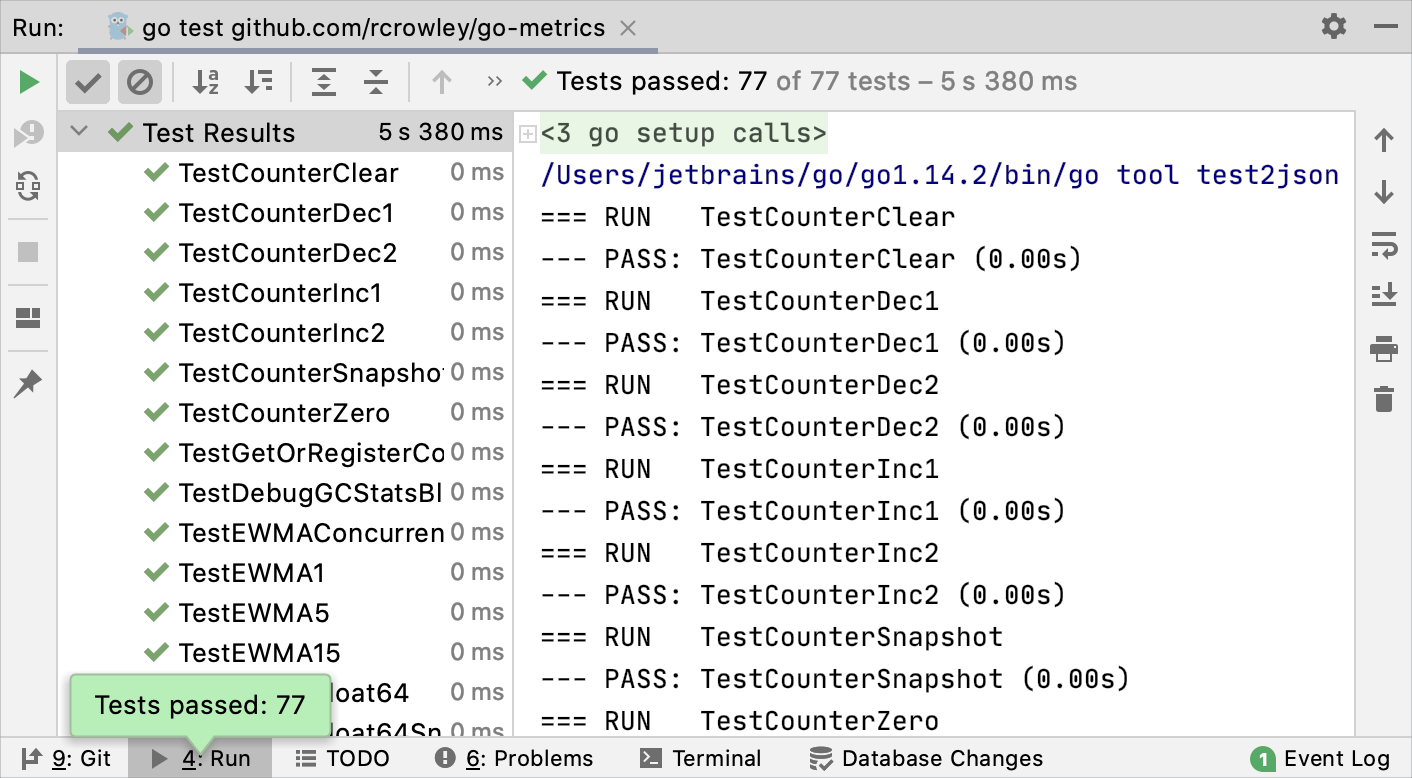 Run: go test github.com/rcrowley/go-metrics
Tests passed: 77 of 77 tests – 5 s 380 ms
Test Results 5 s 380 ms
TestCounterClear 0 ms
TestCounterDec1 0 ms
TestCounterDec2 0 ms
TestCounterInc1 0 ms
TestCounterInc2 0 ms
TestCounterSnapshot 0 ms
TestCounterZero 0 ms
TestGetOrRegisterCo 0 ms
TestDebugGCStatsBl 0 ms
TestEWMAConcurren 0 ms
TestEWMA1 0 ms
TestEWMA5 0 ms
TestEWMA15 0 ms
loat64 0 ms
loat64Sn 0 ms
Tests passed: 77
<3 go setup calls>
/Users/jetbrains/go/go1.14.2/bin/go tool test2json
=== RUN   TestCounterClear
--- PASS: TestCounterClear (0.00s)
=== RUN   TestCounterDec1
--- PASS: TestCounterDec1 (0.00s)
=== RUN   TestCounterDec2
--- PASS: TestCounterDec2 (0.00s)
=== RUN   TestCounterInc1
--- PASS: TestCounterInc1 (0.00s)
=== RUN   TestCounterInc2
--- PASS: TestCounterInc2 (0.00s)
=== RUN   TestCounterSnapshot
--- PASS: TestCounterSnapshot (0.00s)
=== RUN   TestCounterZero
9: Git 4: Run TODO 6: Problems Terminal Database Changes 1 Event Log